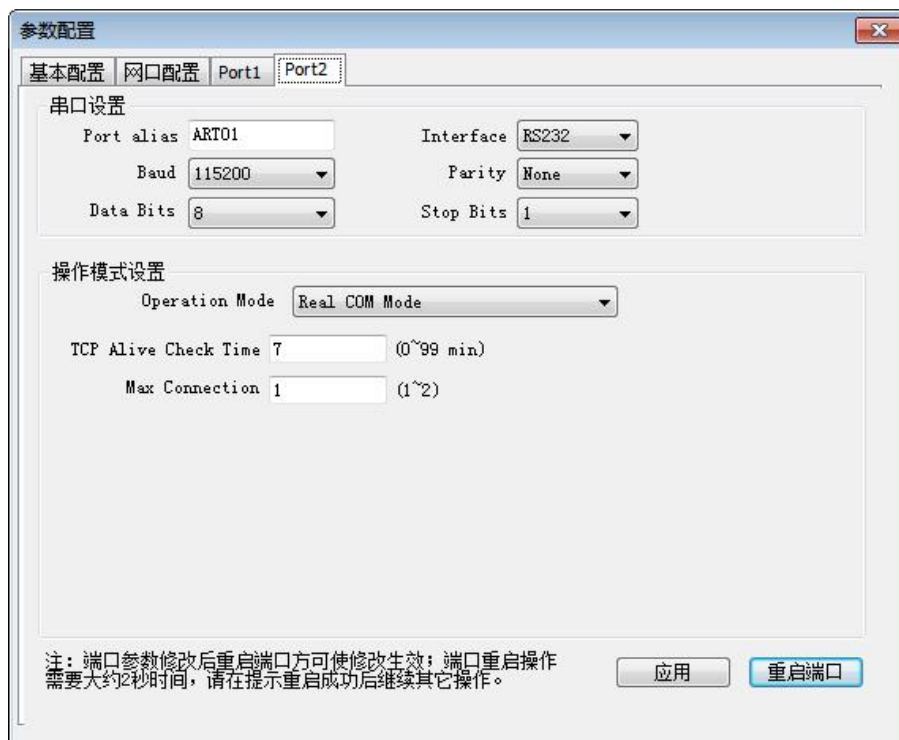 参数配置
基本配置 网口配置 Port1 Port2
串口设置
Port alias ART01 Interface RS232
Baud 115200 Parity None
Data Bits 8 Stop Bits 1
操作模式设置
Operation Mode Real COM Mode
TCP Alive Check Time 7 (0~99 min)
Max Connection 1 (1~2)
注：端口参数修改后重启端口方可使修改生效；端口重启操作
需要大约2秒时间，请在提示重启成功后继续其它操作。
应用 重启端口